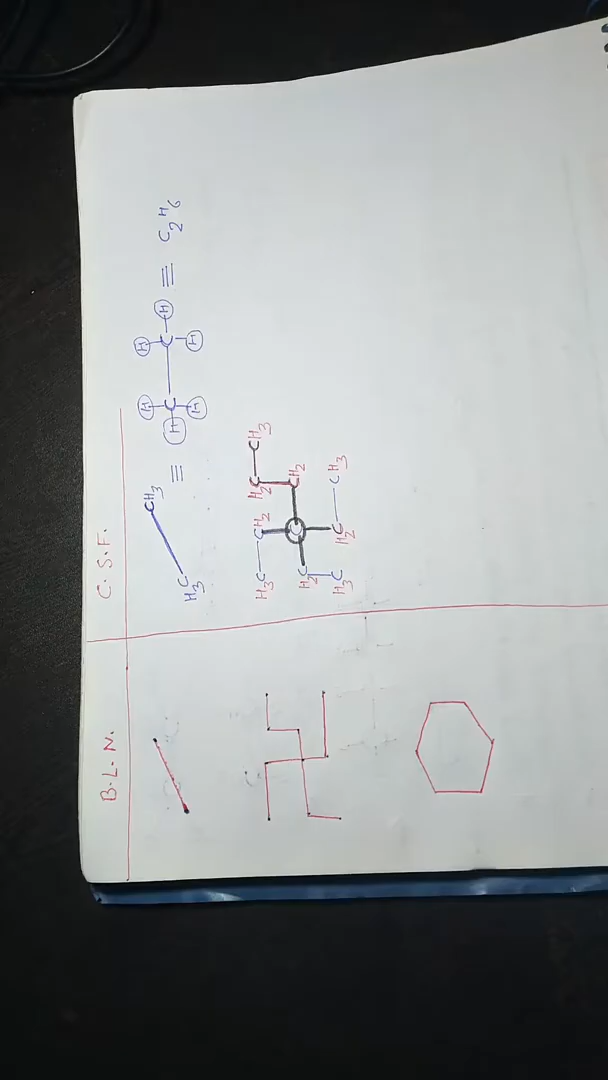 B.L.N. C.S.F.
CH₃ H H
H₃C ≡ H C C H ≡ C₂H₆
H H
H₃C CH₂ H₂C CH₃
H₂C C CH₂
H₃C H₂C CH₃